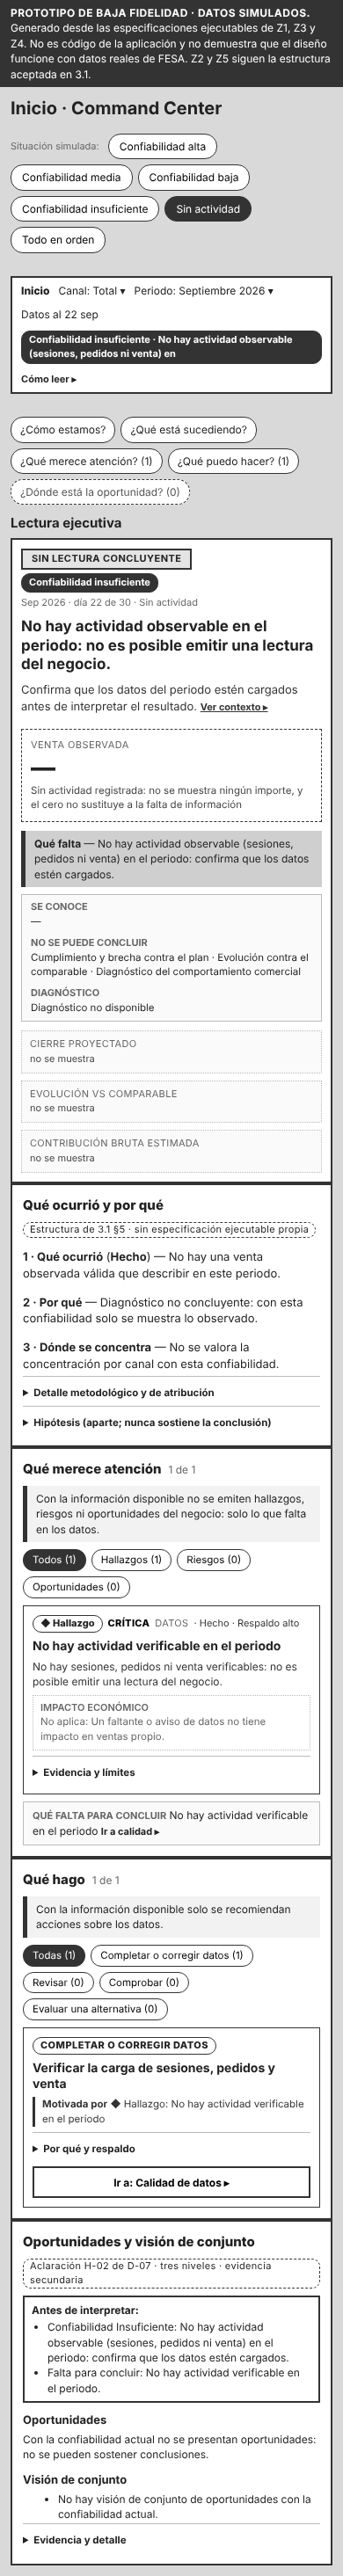 PROTOTIPO DE BAJA FIDELIDAD · DATOS SIMULADOS.
Generado desde las especificaciones ejecutables de Z1, Z3 y
Z4. No es código de la aplicación y no demuestra que el diseño
funcione con datos reales de FESA. Z2 y Z5 siguen la estructura
aceptada en 3.1.
Inicio · Command Center
Situación simulada: Confiabilidad alta
Confiabilidad media Confiabilidad baja
Confiabilidad insuficiente Sin actividad
Todo en orden
Inicio Canal: Total ▾ Periodo: Septiembre 2026 ▾
Datos al 22 sep
Confiabilidad insuficiente · No hay actividad observable
(sesiones, pedidos ni venta) en
Cómo leer ▸
¿Cómo estamos? ¿Qué está sucediendo?
¿Qué merece atención? (1) ¿Qué puedo hacer? (1)
¿Dónde está la oportunidad? (0)
Lectura ejecutiva
SIN LECTURA CONCLUYENTE
Confiabilidad insuficiente
Sep 2026 · día 22 de 30 · Sin actividad
No hay actividad observable en el
periodo: no es posible emitir una lectura
del negocio.
Confirma que los datos del periodo estén cargados
antes de interpretar el resultado. Ver contexto ▸
VENTA OBSERVADA
—
Sin actividad registrada: no se muestra ningún importe, y
el cero no sustituye a la falta de información
Qué falta — No hay actividad observable (sesiones,
pedidos ni venta) en el periodo: confirma que los datos
estén cargados.
SE CONOCE
—
NO SE PUEDE CONCLUIR
Cumplimiento y brecha contra el plan · Evolución contra el
comparable · Diagnóstico del comportamiento comercial
DIAGNÓSTICO
Diagnóstico no disponible
CIERRE PROYECTADO
no se muestra
EVOLUCIÓN VS COMPARABLE
no se muestra
CONTRIBUCIÓN BRUTA ESTIMADA
no se muestra
Qué ocurrió y por qué
Estructura de 3.1 §5 · sin especificación ejecutable propia
1 · Qué ocurrió (Hecho) — No hay una venta
observada válida que describir en este periodo.
2 · Por qué — Diagnóstico no concluyente: con esta
confiabilidad solo se muestra lo observado.
3 · Dónde se concentra — No se valora la
concentración por canal con esta confiabilidad.
▸ Detalle metodológico y de atribución
▸ Hipótesis (aparte; nunca sostiene la conclusión)
Qué merece atención 1 de 1
Con la información disponible no se emiten hallazgos,
riesgos ni oportunidades del negocio: solo lo que falta
en los datos.
Todos (1) Hallazgos (1) Riesgos (0)
Oportunidades (0)
◆ Hallazgo CRÍTICA DATOS · Hecho · Respaldo alto
No hay actividad verificable en el periodo
No hay sesiones, pedidos ni venta verificables: no es
posible emitir una lectura del negocio.
IMPACTO ECONÓMICO
No aplica: Un faltante o aviso de datos no tiene
impacto en ventas propio.
▸ Evidencia y límites
QUÉ FALTA PARA CONCLUIR No hay actividad verificable
en el periodo Ir a calidad ▸
Qué hago 1 de 1
Con la información disponible solo se recomiendan
acciones sobre los datos.
Todas (1) Completar o corregir datos (1)
Revisar (0) Comprobar (0)
Evaluar una alternativa (0)
COMPLETAR O CORREGIR DATOS
Verificar la carga de sesiones, pedidos y
venta
Motivada por ◆ Hallazgo: No hay actividad verificable
en el periodo
▸ Por qué y respaldo
Ir a: Calidad de datos ▸
Oportunidades y visión de conjunto
Aclaración H-02 de D-07 · tres niveles · evidencia
secundaria
Antes de interpretar:
• Confiabilidad Insuficiente: No hay actividad
observable (sesiones, pedidos ni venta) en el
periodo: confirma que los datos estén cargados.
• Falta para concluir: No hay actividad verificable en
el periodo.
Oportunidades
Con la confiabilidad actual no se presentan oportunidades:
no se pueden sostener conclusiones.
Visión de conjunto
• No hay visión de conjunto de oportunidades con la
confiabilidad actual.
▸ Evidencia y detalle